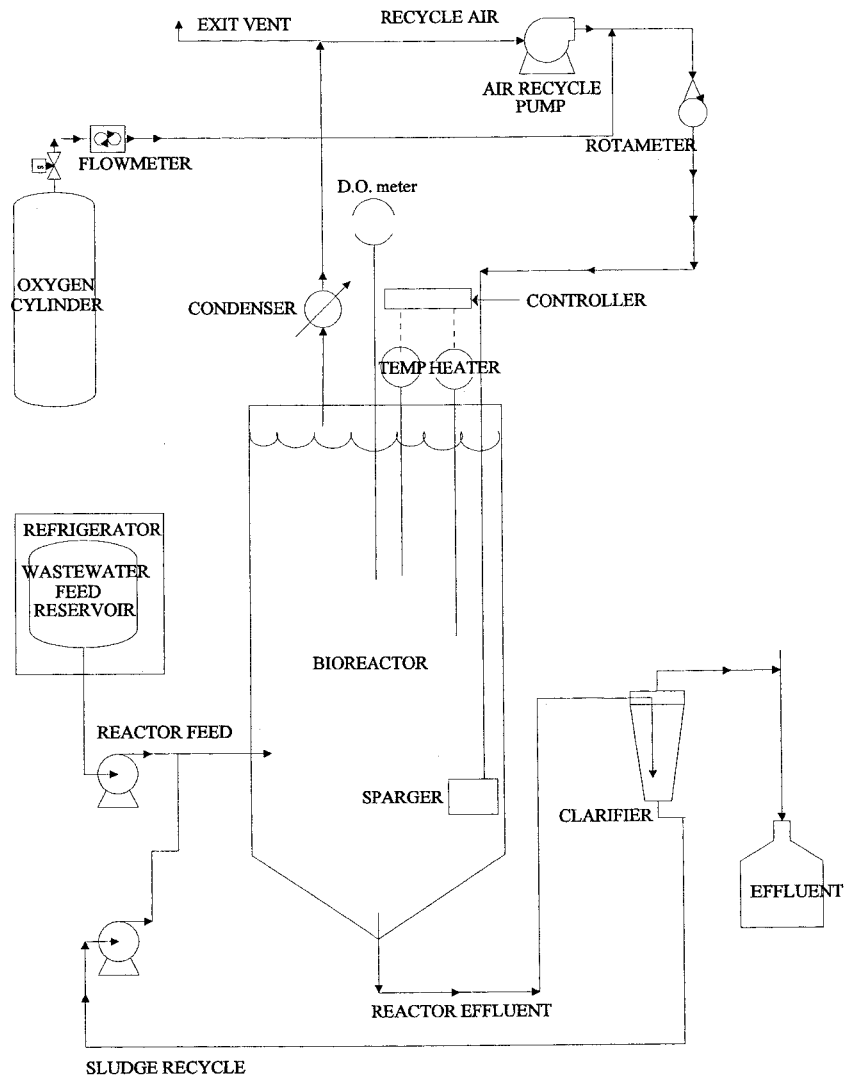 RECYCLE AIR
EXIT VENT
AIR RECYCLE
PUMP
ROTAMETER
FLOWMETER
S
D.O. meter
OXYGEN
CYLINDER
CONDENSER
CONTROLLER
TEMP
HEATER
REFRIGERATOR
WASTEWATER
FEED
RESERVOIR
BIOREACTOR
REACTOR FEED
SPARGER
CLARIFIER
EFFLUENT
REACTOR EFFLUENT
SLUDGE RECYCLE